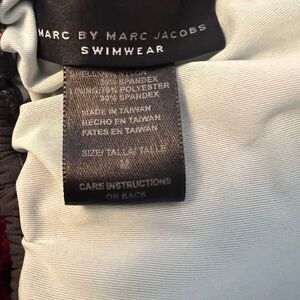 MARC BY MARC JACOBS
SWIMWEAR
SPANDEX
LINING: 70% POLYESTER
30% SPANDEX
MADE IN TAIWAN
HECHO EN TAIWAN
FATES EN TAIWAN
SIZE/TALLA/TAILLE
M
CARE INSTRUCTIONS
ON BACK